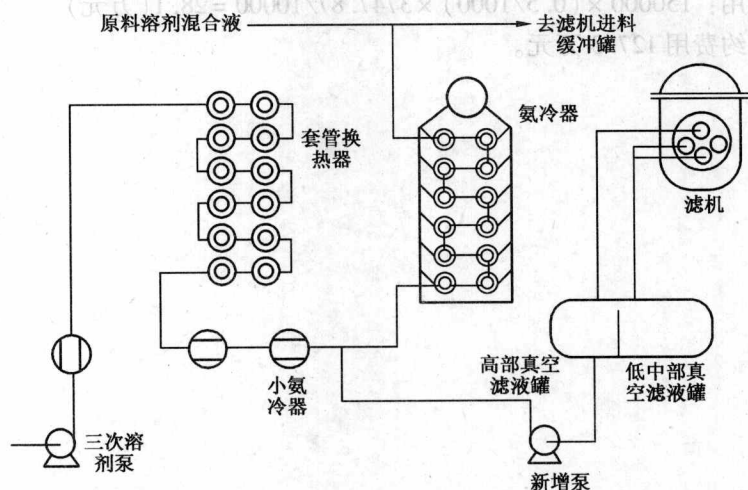 原料溶剂混合液
去滤机进料
缓冲罐
套管换
热器
氨冷器
滤机
小氨
冷器
高部真空
滤液罐
低中部真
空滤液罐
三次溶
剂泵
新增泵